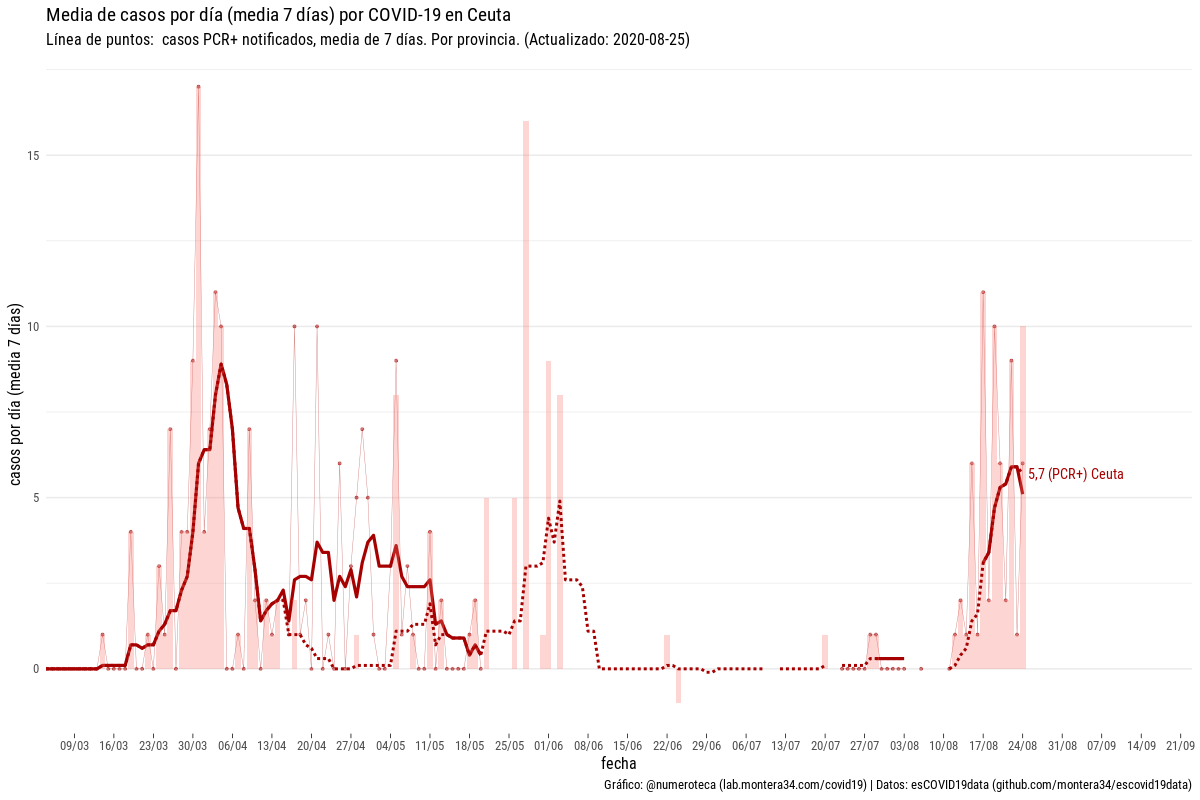 Media de casos por día (media 7 días) por COVID-19 en Ceuta
Línea de puntos:  casos PCR+ notificados, media de 7 días. Por provincia. (Actualizado: 2020-08-25)
casos por día (media 7 días)
15
10
5
0
5,7 (PCR+) Ceuta
09/03 16/03 23/03 30/03 06/04 13/04 20/04 27/04 04/05 11/05 18/05 25/05 01/06 08/06 15/06 22/06 29/06 06/07 13/07 20/07 27/07 03/08 10/08 17/08 24/08 31/08 07/09 14/09 21/09
fecha
Gráfico: @numeroteca (lab.montera34.com/covid19) | Datos: esCOVID19data (github.com/montera34/escovid19data)